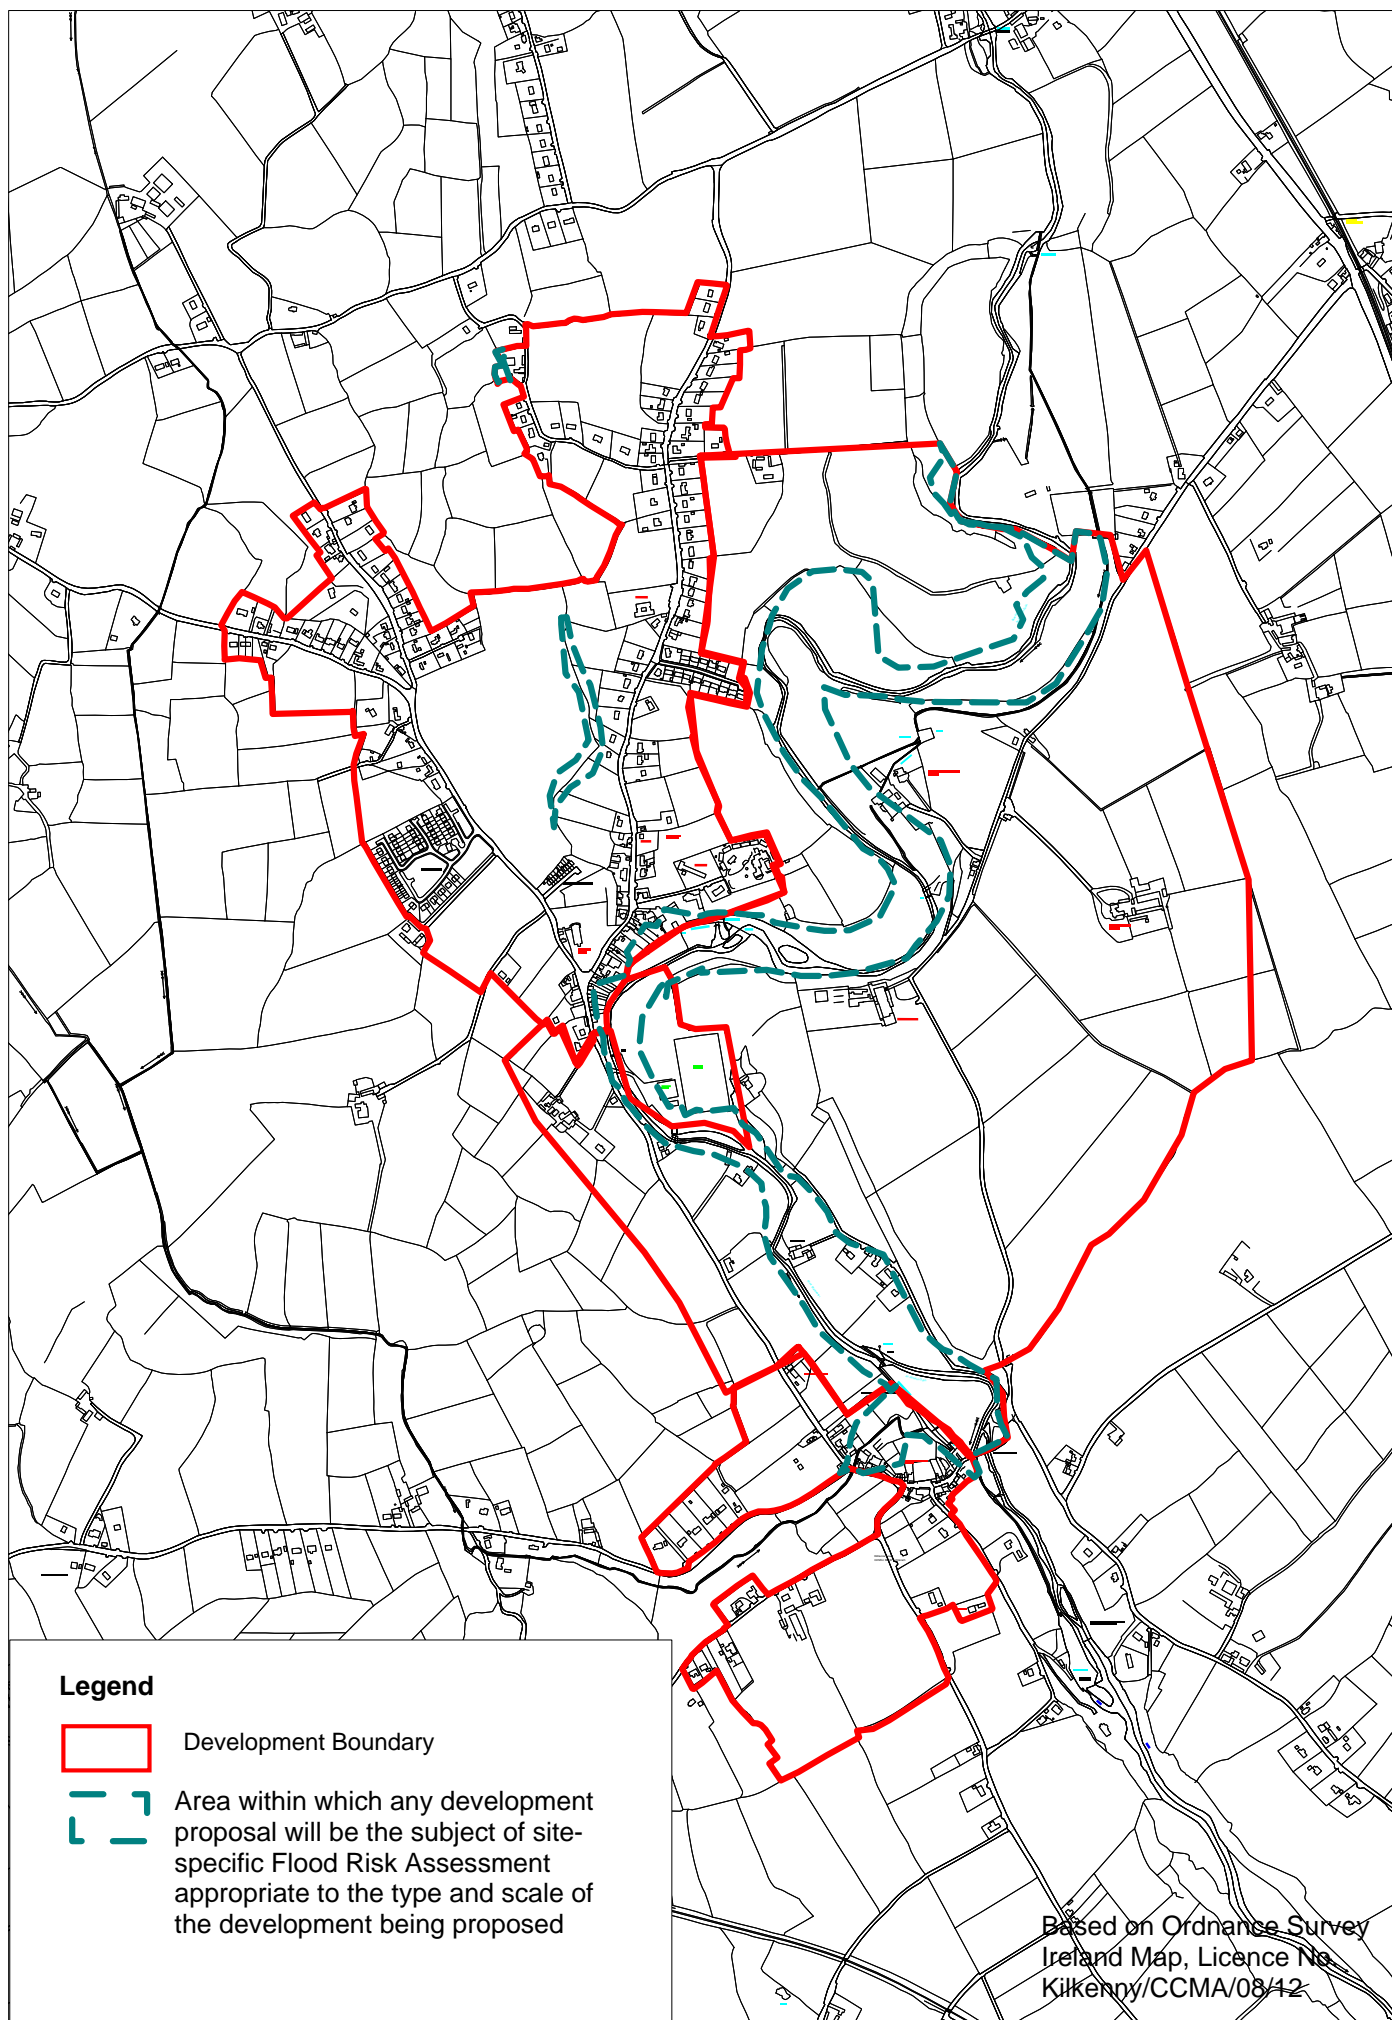 Legend
Development Boundary
Area within which any development
proposal will be the subject of site-
specific Flood Risk Assessment
appropriate to the type and scale of
the development being proposed
Based on Ordnance Survey
Ireland Map, Licence No.
Kilkenny/CCMA/08/12